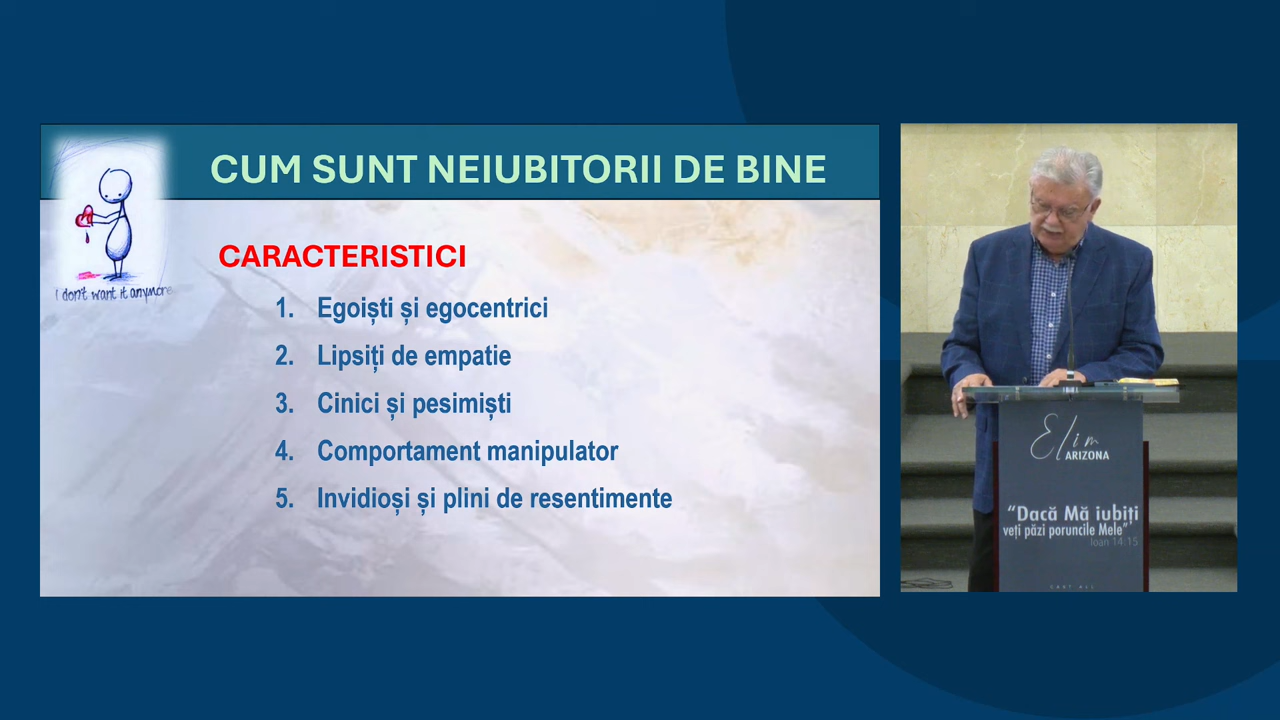 CUM SUNT NEIUBITORII DE BINE
i don't want it anymore
CARACTERISTICI
1. Egoiști și egocentrici
2. Lipsiți de empatie
3. Cinici și pesimiști
4. Comportament manipulator
5. Invidioși și plini de resentimente
Elim
ARIZONA
“Dacă Mă iubiți
veți păzi poruncile Mele”
Ioan 14:15